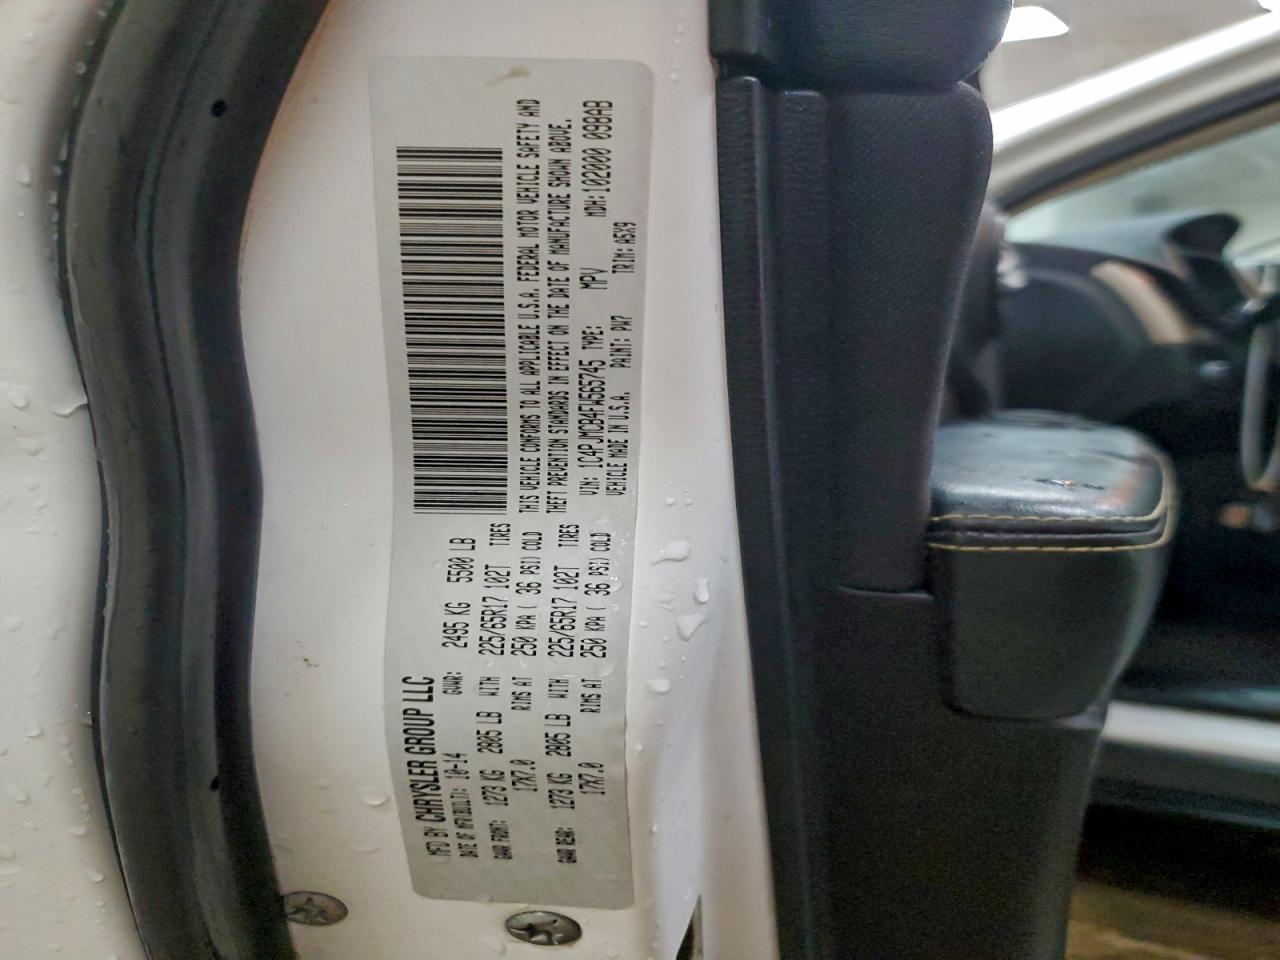 MFD BY CHRYSLER GROUP LLC
DATE OF MFR(BUILT): 10-14 GVWR: 2495 KG 5500 LB
GAWR FRONT: 1273 KG 2805 LB WITH 225/65R17 102T TIRES
17X7.0 RIMS AT 250 KPA ( 36 PSI) COLD
GAWR REAR: 1273 KG 2805 LB WITH, 225/65R17 102T TIRES
17X7.0 RIMS AT 250 KPA ( 36 PSI) COLD
THIS VEHICLE CONFORMS TO ALL APPLICABLE U.S.A. FEDERAL MOTOR VEHICLE SAFETY AND
THEFT PREVENTION STANDARDS IN EFFECT ON THE DATE OF MANUFACTURE SHOWN ABOVE.
VIN: 1C4PJMCB4FW565745 TYPE: MPV MDH:102000 098AB
VEHICLE MADE IN U.S.A. PAINT: PW7 TRIM: A5X9